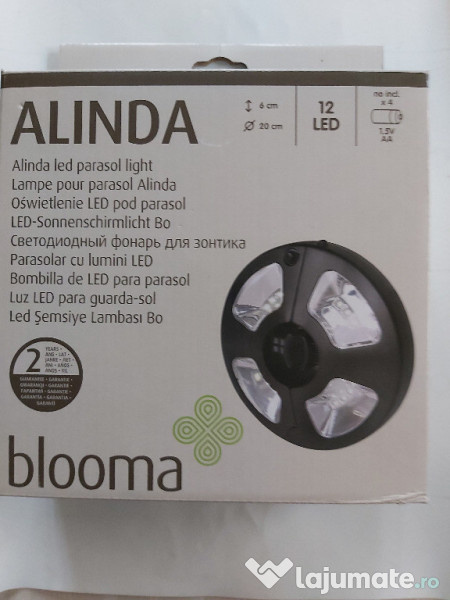 ALINDA
6 cm
20 cm
12
LED
no incl.
x 4
1.5V
AA
Alinda led parasol light
Lampe pour parasol Alinda
Oświetlenie LED pod parasol
LED-Sonnenschirmlicht Bo
Светодиодный фонарь для зонтика
Parasolar cu lumini LED
Bombilla de LED para parasol
Luz LED para guarda-sol
Led Şemsiye Lambası Bo
2
blooma
lajumate.ro